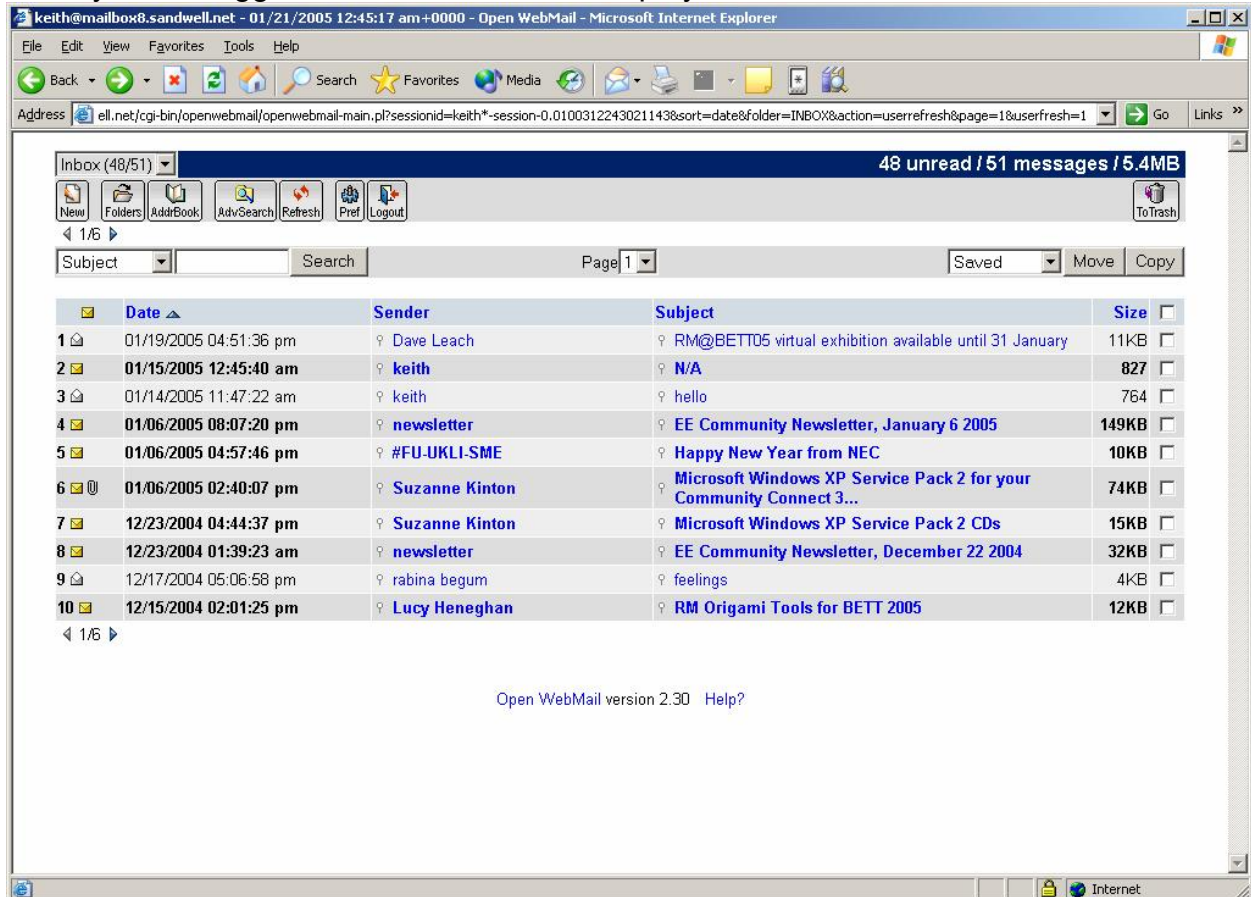 keith@mailbox8.sandwell.net - 01/21/2005 12:45:17 am+0000 - Open WebMail - Microsoft Internet Explorer
File Edit View Favorites Tools Help
Back Search Favorites Media
Address ell.net/cgi-bin/openwebmail/openwebmail-main.pl?sessionid=keith*-session-0.0100312243021143&sort=date&folder=INBOX&action=userrefresh&page=1&userfresh=1 Go Links »
Inbox (48/51) 48 unread / 51 messages / 5.4MB
New Folders AddrBook AdvSearch Refresh Pref Logout ToTrash
1/6
Subject Search Page 1 Saved Move Copy
Date Sender Subject Size
1 01/19/2005 04:51:36 pm Dave Leach RM@BETT05 virtual exhibition available until 31 January 11KB
2 01/15/2005 12:45:40 am keith N/A 827
3 01/14/2005 11:47:22 am keith hello 764
4 01/06/2005 08:07:20 pm newsletter EE Community Newsletter, January 6 2005 149KB
5 01/06/2005 04:57:46 pm #FU-UKLI-SME Happy New Year from NEC 10KB
6 01/06/2005 02:40:07 pm Suzanne Kinton Microsoft Windows XP Service Pack 2 for your
Community Connect 3... 74KB
7 12/23/2004 04:44:37 pm Suzanne Kinton Microsoft Windows XP Service Pack 2 CDs 15KB
8 12/23/2004 01:39:23 am newsletter EE Community Newsletter, December 22 2004 32KB
9 12/17/2004 05:06:58 pm rabina begum feelings 4KB
10 12/15/2004 02:01:25 pm Lucy Heneghan RM Origami Tools for BETT 2005 12KB
1/6
Open WebMail version 2.30 Help?
Internet